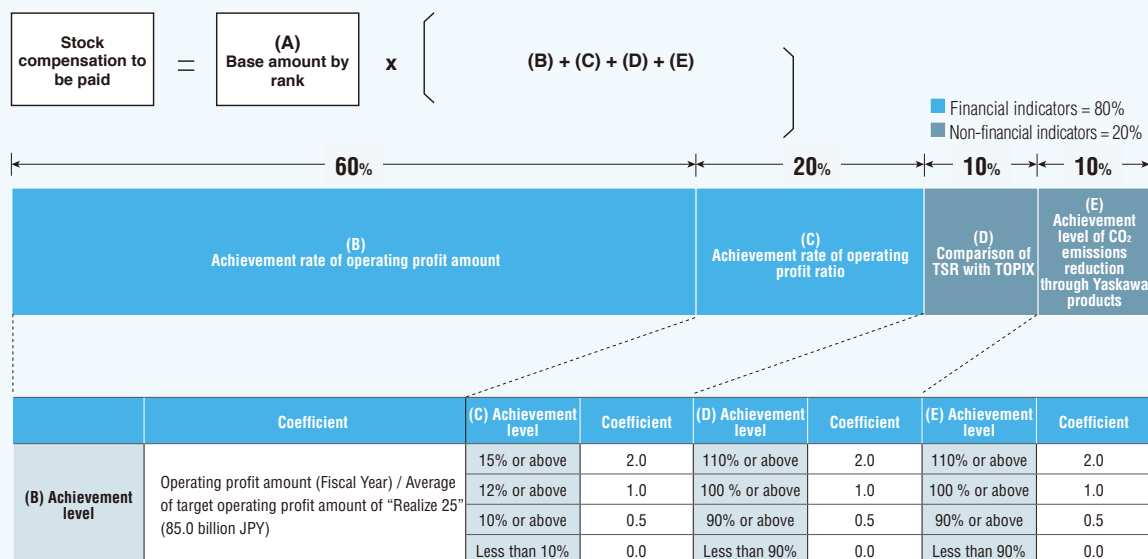 Stock
compensation to
be paid
=
(A)
Base amount by
rank
x
(B) + (C) + (D) + (E)
Financial indicators = 80%
Non-financial indicators = 20%
60%
20%
10%
10%
(B)
Achievement rate of operating profit amount
(C)
Achievement rate of operating
profit ratio
(D)
Comparison of
TSR with TOPIX
(E)
Achievement
level of CO₂
emissions
reduction
through Yaskawa
products
Coefficient
(C) Achievement
level
Coefficient
(D) Achievement
level
Coefficient
(E) Achievement
level
Coefficient
(B) Achievement
level
Operating profit amount (Fiscal Year) / Average
of target operating profit amount of “Realize 25”
(85.0 billion JPY)
15% or above
2.0
110% or above
2.0
110% or above
2.0
12% or above
1.0
100 % or above
1.0
100 % or above
1.0
10% or above
0.5
90% or above
0.5
90% or above
0.5
Less than 10%
0.0
Less than 90%
0.0
Less than 90%
0.0